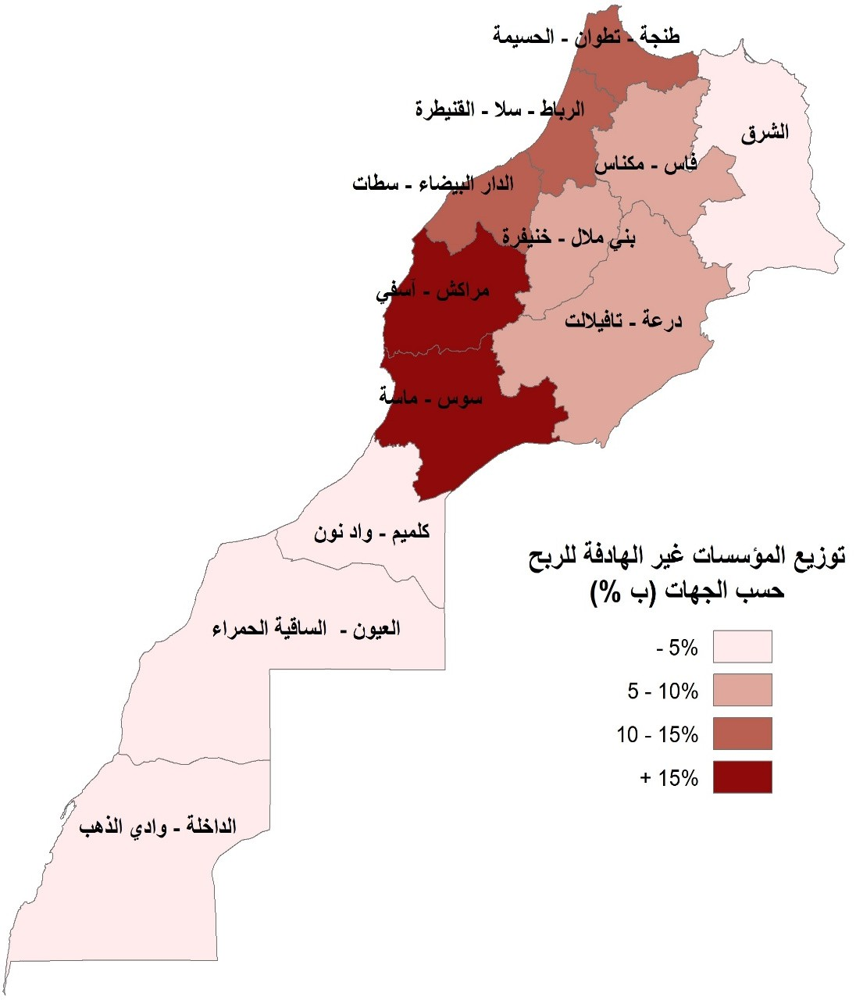 طنجة - تطوان - الحسيمة
الرباط - سلا - القنيطرة
الشرق
فاس - مكناس
الدار البيضاء - سطات
بني ملال - خنيفرة
مراكش - آسفي
درعة - تافيلالت
سوس - ماسة
كلميم - واد نون
توزيع المؤسسات غير الهادفة للربح
حسب الجهات (ب %)
العيون - الساقية الحمراء
- 5%
5 - 10%
10 - 15%
+ 15%
الداخلة - وادي الذهب